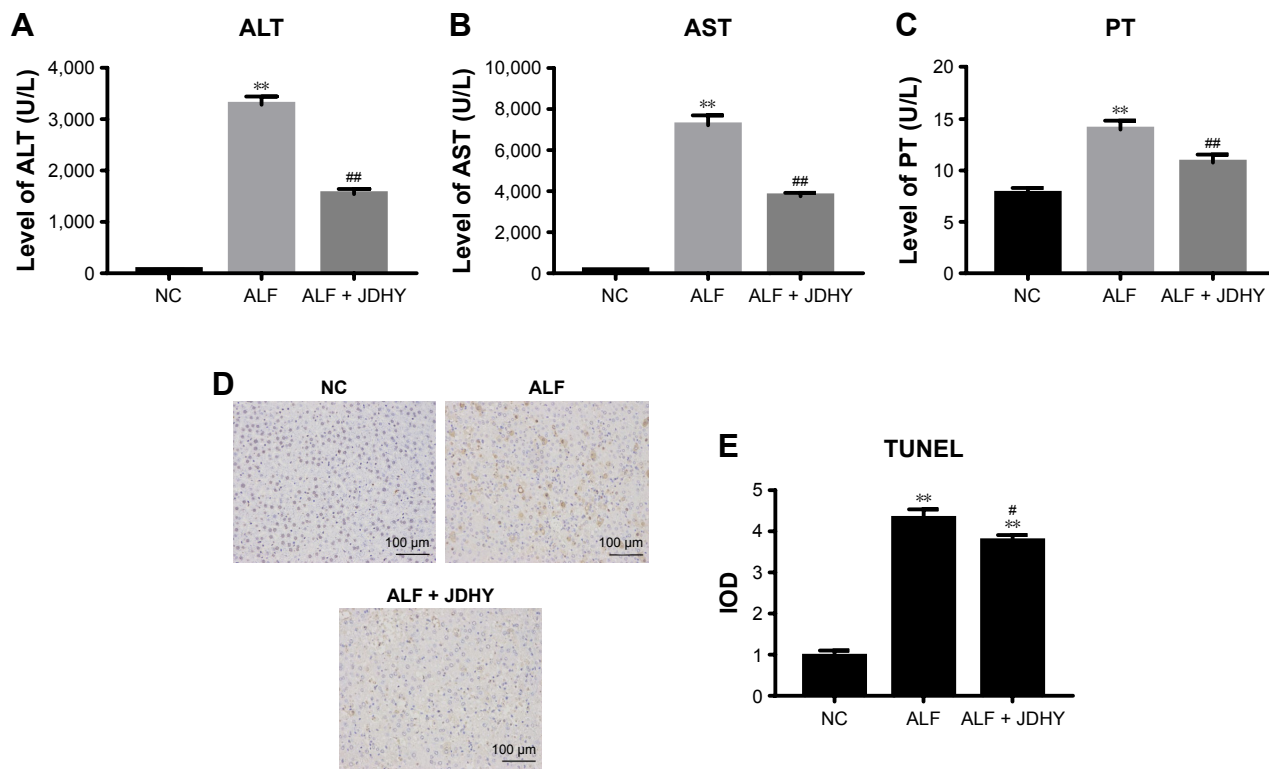 A
ALT
Level of ALT (U/L)
4,000
3,000
2,000
1,000
0
**
##
NC
ALF
ALF + JDHY
B
AST
Level of AST (U/L)
10,000
8,000
6,000
4,000
2,000
0
**
##
NC
ALF
ALF + JDHY
C
PT
Level of PT (U/L)
20
15
10
5
0
**
##
NC
ALF
ALF + JDHY
D
NC
100 µm
ALF
100 µm
ALF + JDHY
100 µm
E
TUNEL
IOD
5
4
3
2
1
0
**
#
**
NC
ALF
ALF + JDHY